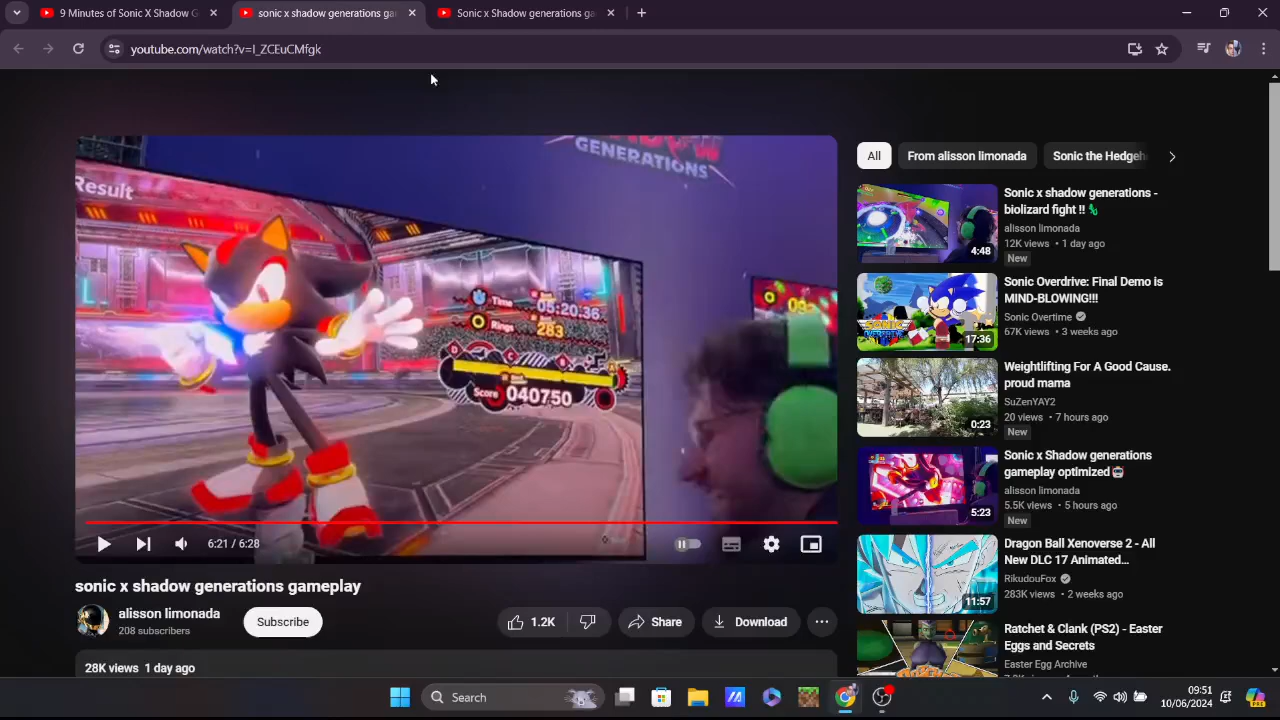 9 Minutes of Sonic X Shadow G
sonic x shadow generations ga
Sonic x Shadow generations ga
youtube.com/watch?v=I_ZCEuCMfgk
GENERATIONS
Result
Time 05:20.36
Rings 283
D C B A
Score 040750
6:21 / 6:28
sonic x shadow generations gameplay
alisson limonada
208 subscribers
Subscribe
1.2K
Share
Download
28K views 1 day ago
All
From alisson limonada
Sonic the Hedgeh
Sonic x shadow generations -
biolizard fight !!
alisson limonada
12K views • 1 day ago
New
4:48
Sonic Overdrive: Final Demo is
MIND-BLOWING!!!
Sonic Overtime
67K views • 3 weeks ago
17:36
Weightlifting For A Good Cause.
proud mama
SuZenYAY2
20 views • 7 hours ago
New
0:23
Sonic x Shadow generations
gameplay optimized
alisson limonada
5.5K views • 5 hours ago
New
5:23
Dragon Ball Xenoverse 2 - All
New DLC 17 Animated...
RikudouFox
283K views • 2 weeks ago
11:57
Ratchet & Clank (PS2) - Easter
Eggs and Secrets
Easter Egg Archive
Search
09:51
10/06/2024
PRE